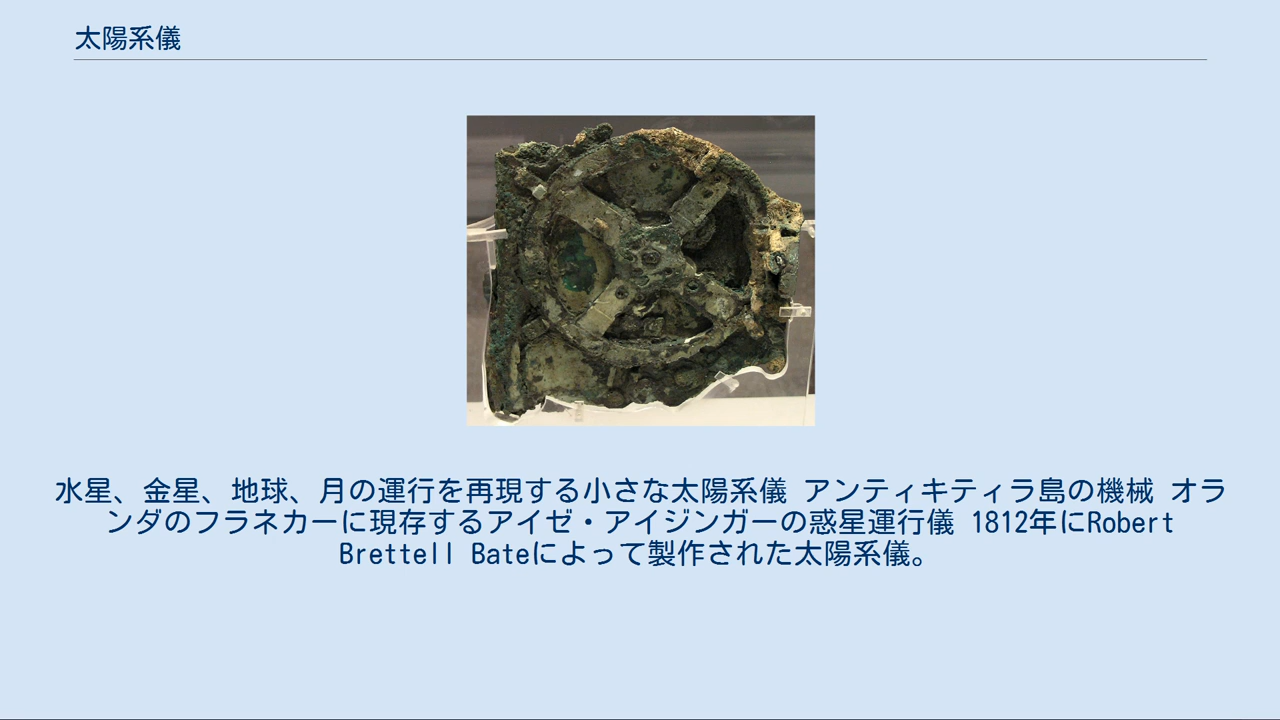 太陽系儀
水星、金星、地球、月の運行を再現する小さな太陽系儀 アンティキティラ島の機械 オラ
ンダのフラネカーに現存するアイゼ・アイジンガーの惑星運行儀 1812年にRobert
Brettell Bateによって製作された太陽系儀。